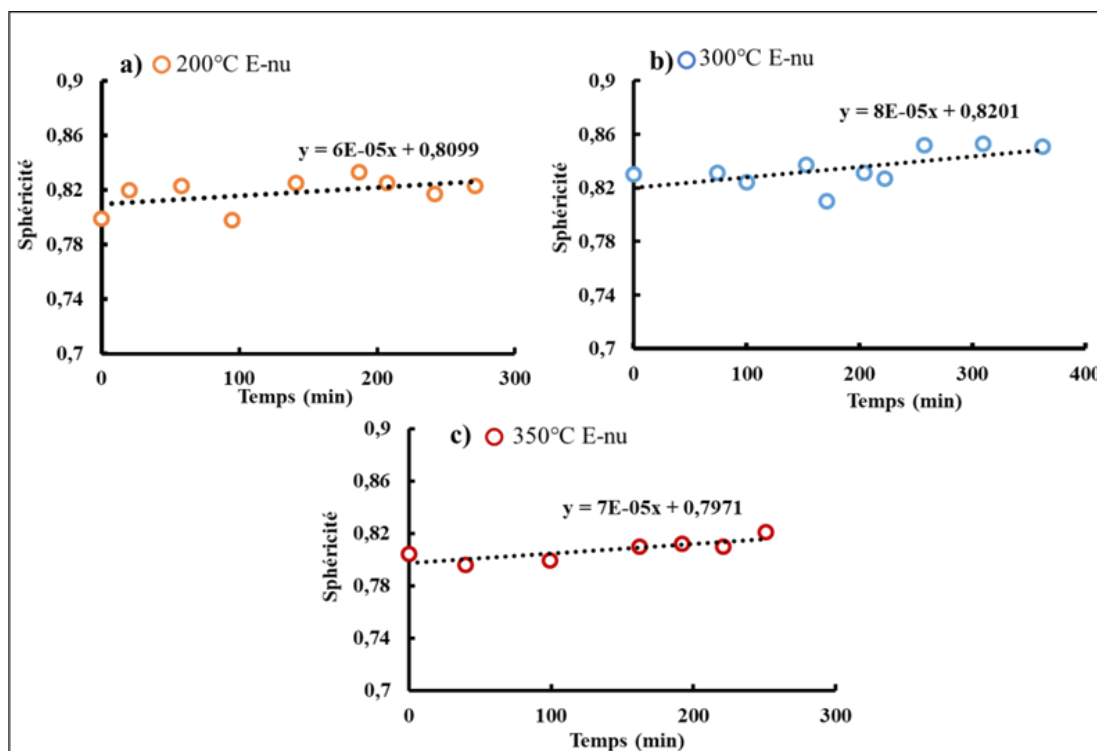 a) 200°C E-nu
0,9
0,86
0,82
0,78
0,74
0,7
Sphéricité
y = 6E-05x + 0,8099
0 100 200 300
Temps (min)
b) 300°C E-nu
0,9
0,86
0,82
0,78
0,74
0,7
Sphéricité
y = 8E-05x + 0,8201
0 100 200 300 400
Temps (min)
c) 350°C E-nu
0,9
0,86
0,82
0,78
0,74
0,7
Sphéricité
y = 7E-05x + 0,7971
0 100 200 300
Temps (min)